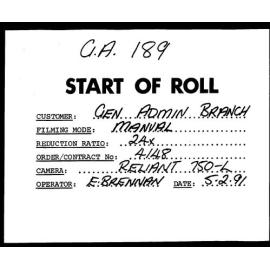 C.A. 189
START OF ROLL
CUSTOMER: GEN ADMIN BRANCH
FILMING MODE: MANUAL
REDUCTION RATIO: 24x
ORDER/CONTRACT No: A148
CAMERA: RELIANT 750-L
OPERATOR: E.BRENNAN DATE: 5-2-91